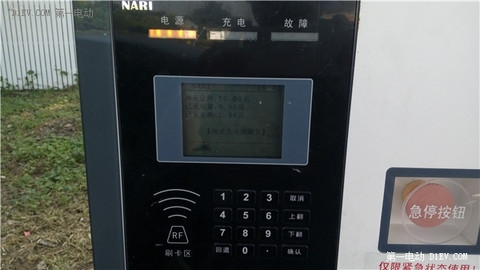 D1EV.COM 第一电动
NARI
电源 充电 故障
1 2 3 取消
4 5 6 上翻
7 8 9 下翻
回退 0 · 确认
RF
刷卡区
急停按钮
第一电动 D1EV.COM
仅限紧急状态使用！